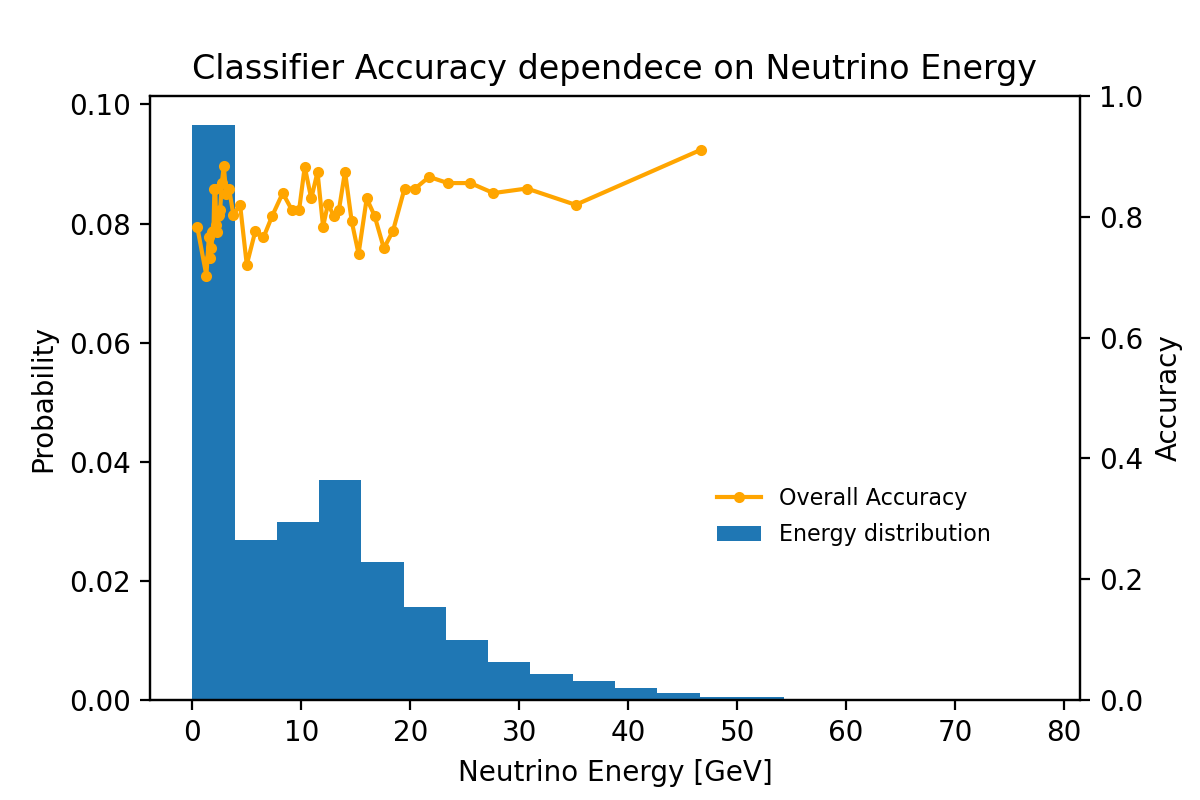 Classifier Accuracy dependece on Neutrino Energy
0.10
0.08
0.06
0.04
0.02
0.00
Probability
1.0
0.8
0.6
0.4
0.2
0.0
Accuracy
Overall Accuracy
Energy distribution
0 10 20 30 40 50 60 70 80
Neutrino Energy [GeV]